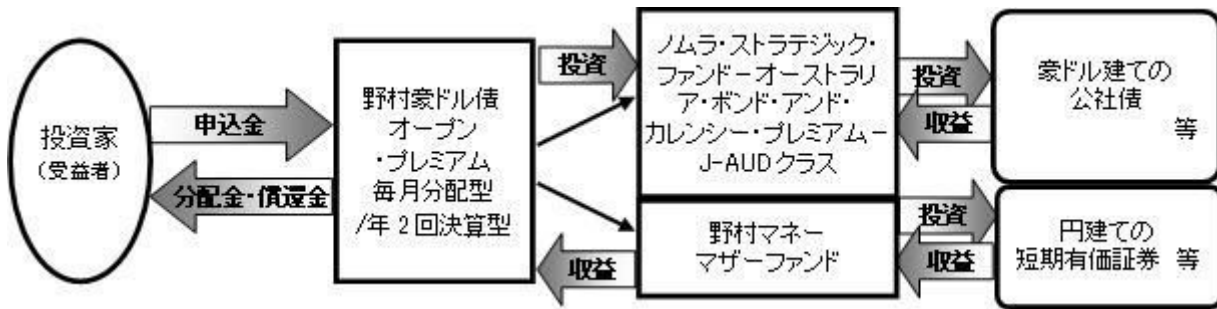 投資家
(受益者)
申込金
分配金・償還金
野村豪ドル債
オープン
・プレミアム
毎月分配型
/年2回決算型
投資
収益
ノムラ・ストラテジック・
ファンド－オーストラリ
ア・ボンド・アンド・
カレンシー・プレミアム－
J-AUDクラス
野村マネー
マザーファンド
投資
収益
投資
収益
豪ドル建ての
公社債
等
円建ての
短期有価証券 等